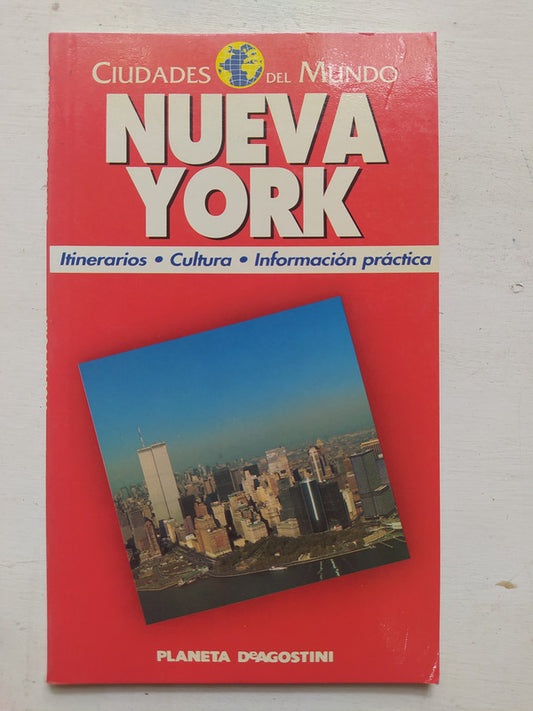 CIUDADES DEL MUNDO
NUEVA
YORK
Itinerarios • Cultura • Información práctica
PLANETA DeAGOSTINI